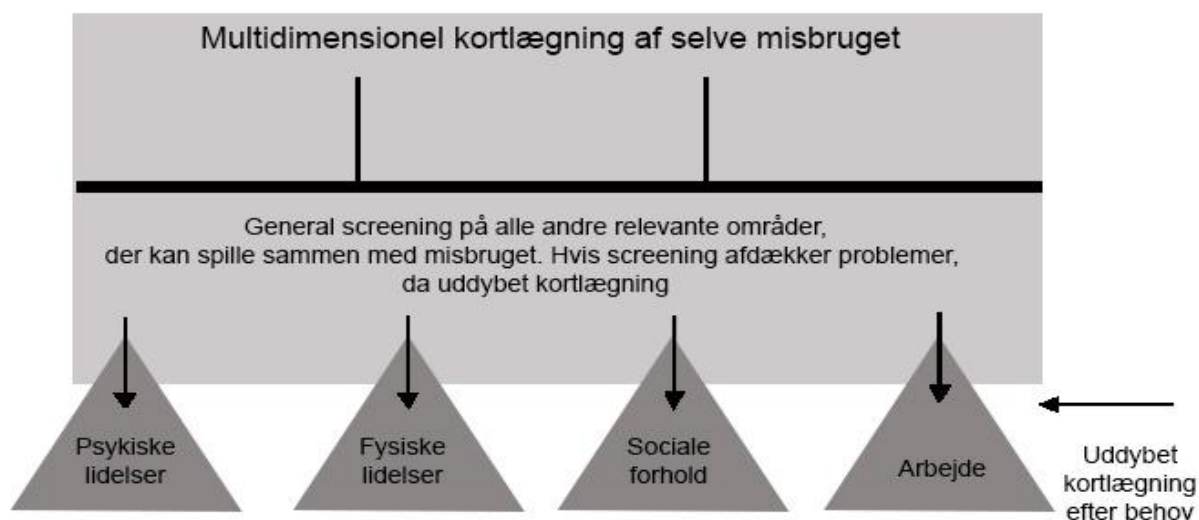 Multidimensionel kortlægning af selve misbruget
General screening på alle andre relevante områder,
der kan spille sammen med misbruget. Hvis screening afdækker problemer,
da uddybet kortlægning
Psykiske
lidelser
Fysiske
lidelser
Sociale
forhold
Arbejde
Uddybet
kortlægning
efter behov